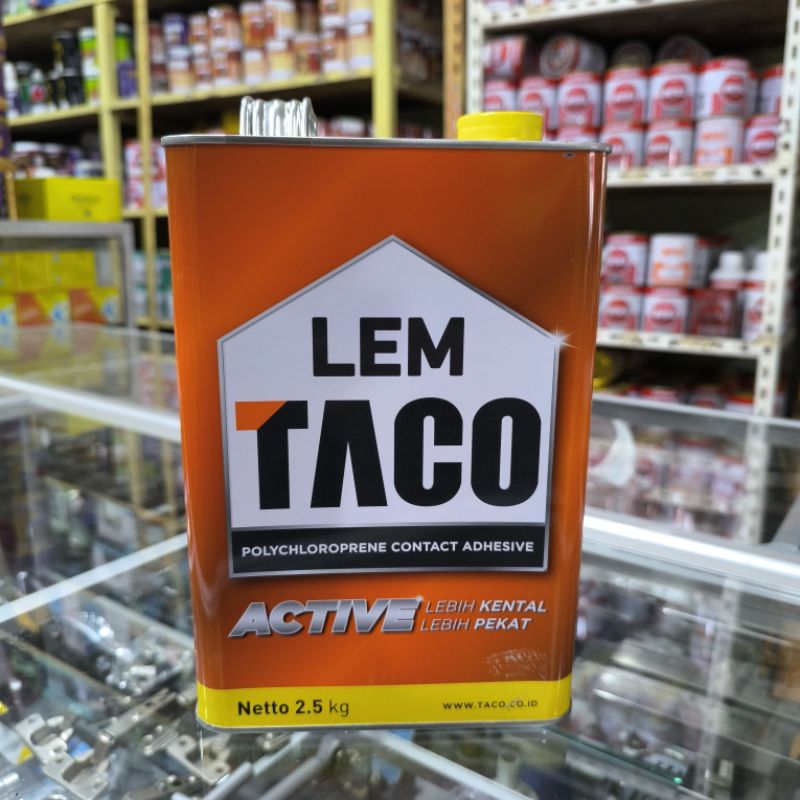 LEM
TACO
POLYCHLOROPRENE CONTACT ADHESIVE
ACTIVE LEBIH KENTAL
LEBIH PEKAT
Netto 2.5 kg
WWW.TACO.CO.ID